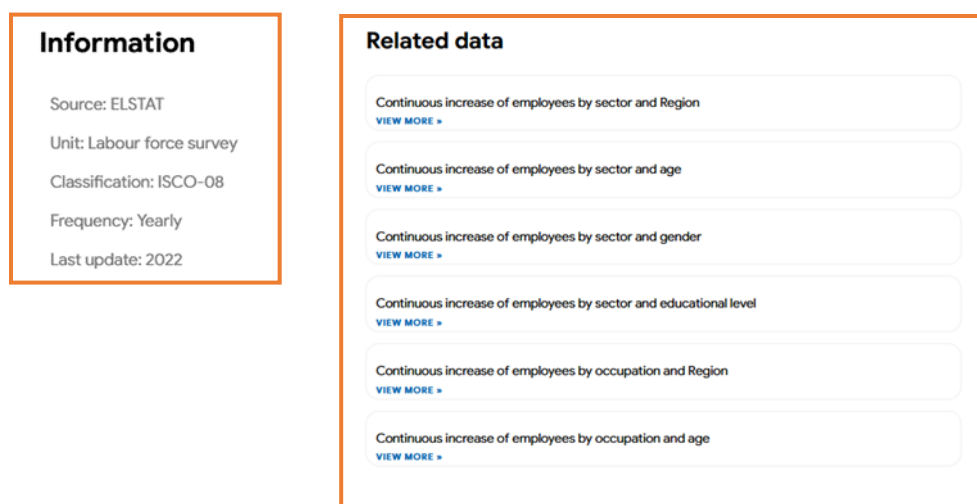 Information
Source: ELSTAT
Unit: Labour force survey
Classification: ISCO-08
Frequency: Yearly
Last update: 2022
Related data
Continuous increase of employees by sector and Region
VIEW MORE »
Continuous increase of employees by sector and age
VIEW MORE »
Continuous increase of employees by sector and gender
VIEW MORE »
Continuous increase of employees by sector and educational level
VIEW MORE »
Continuous increase of employees by occupation and Region
VIEW MORE »
Continuous increase of employees by occupation and age
VIEW MORE »